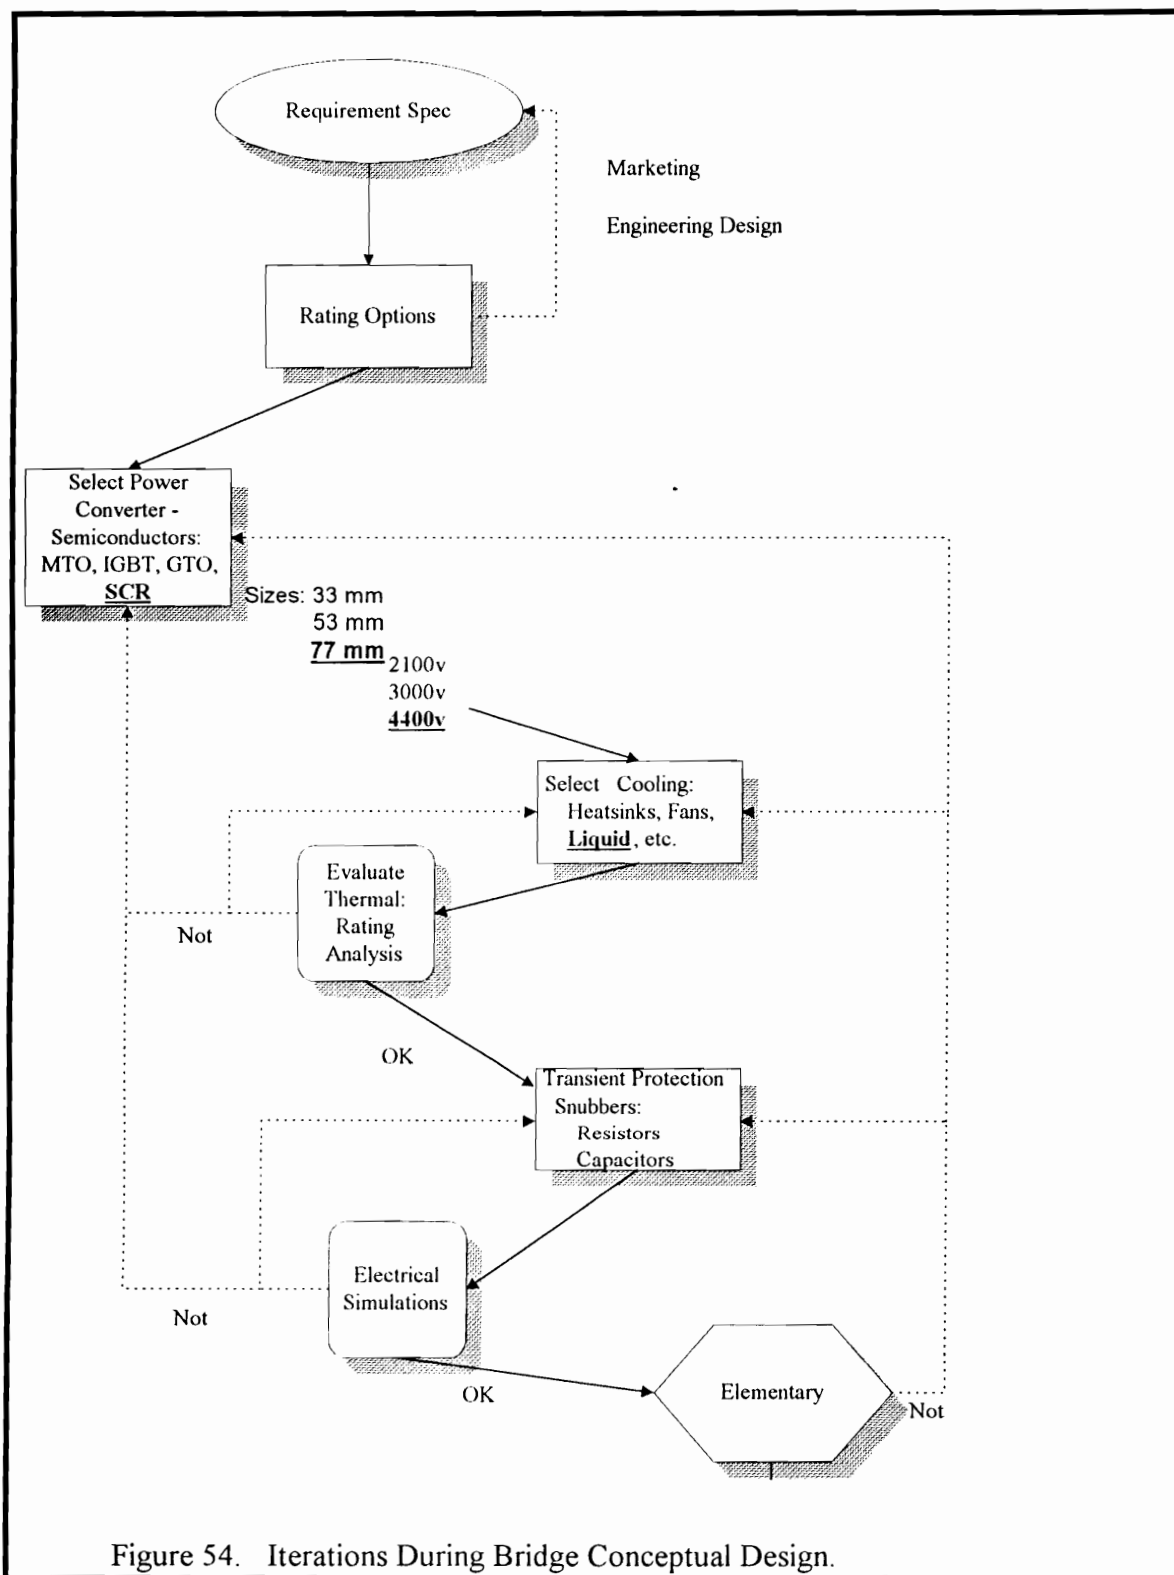 Requirement Spec
Marketing
Engineering Design
Rating Options
Select Power
Converter -
Semiconductors:
MTO, IGBT, GTO,
SCR
Sizes: 33 mm
53 mm
77 mm
2100v
3000v
4400v
Select Cooling:
Heatsinks, Fans,
Liquid, etc.
Evaluate
Thermal:
Rating
Analysis
Not
OK
Transient Protection
Snubbers:
Resistors
Capacitors
Electrical
Simulations
Not
OK
Elementary
Not
Figure 54. Iterations During Bridge Conceptual Design.